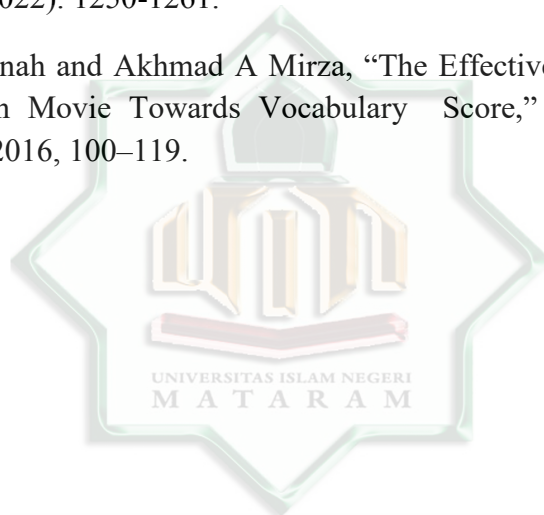 022). 1250-1261.
nah and Akhmad A Mirza, “The Effective
n Movie Towards Vocabulary Score,”
2016, 100–119.
UNIVERSITAS ISLAM NEGERI
MATARAM